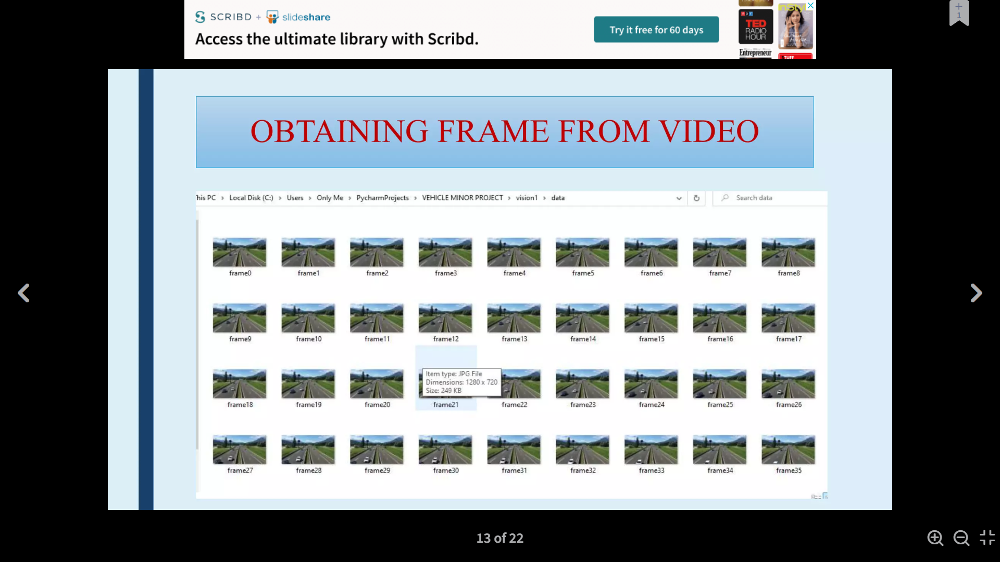 SCRIBD + slideshare
Access the ultimate library with Scribd.
Try it free for 60 days
TED
RADIO
HOUR
InStyl
Entrepreneur
+
1
OBTAINING FRAME FROM VIDEO
his PC › Local Disk (C:) › Users › Only Me › PycharmProjects › VEHICLE MINOR PROJECT › vision1 › data
Search data
frame0 frame1 frame2 frame3 frame4 frame5 frame6 frame7 frame8
frame9 frame10 frame11 frame12 frame13 frame14 frame15 frame16 frame17
Item type: JPG File
Dimensions: 1280 x 720
Size: 249 KB
frame18 frame19 frame20 frame21 frame22 frame23 frame24 frame25 frame26
frame27 frame28 frame29 frame30 frame31 frame32 frame33 frame34 frame35
13 of 22